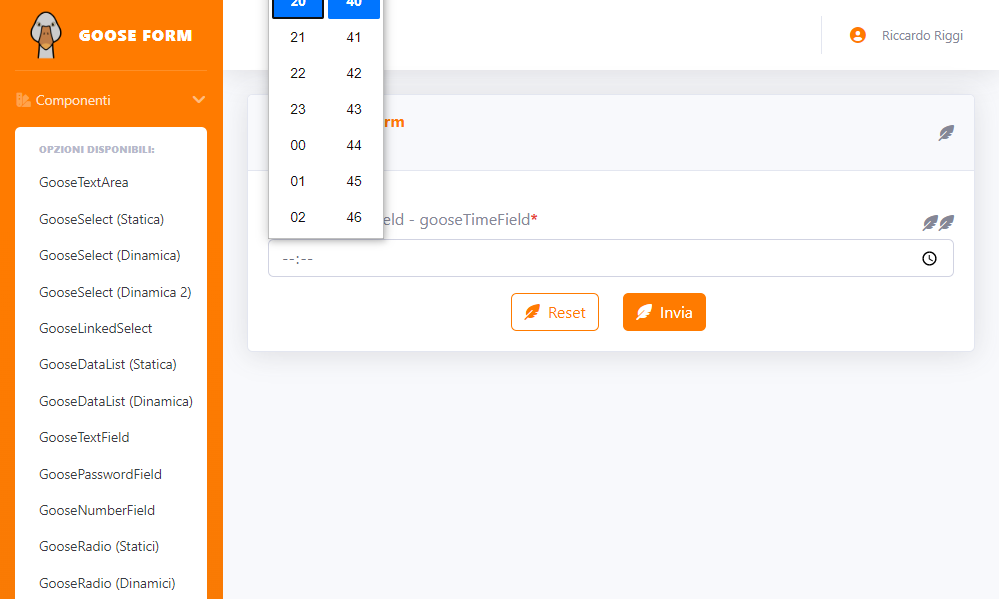 GOOSE FORM
Componenti
OPZIONI DISPONIBILI:
GooseTextArea
GooseSelect (Statica)
GooseSelect (Dinamica)
GooseSelect (Dinamica 2)
GooseLinkedSelect
GooseDataList (Statica)
GooseDataList (Dinamica)
GooseTextField
GoosePasswordField
GooseNumberField
GooseRadio (Statici)
GooseRadio (Dinamici)
Riccardo Riggi
20 40
21 41
22 42
23 43
00 44
01 45
02 46
rm
eld - gooseTimeField*
--:--
Reset
Invia